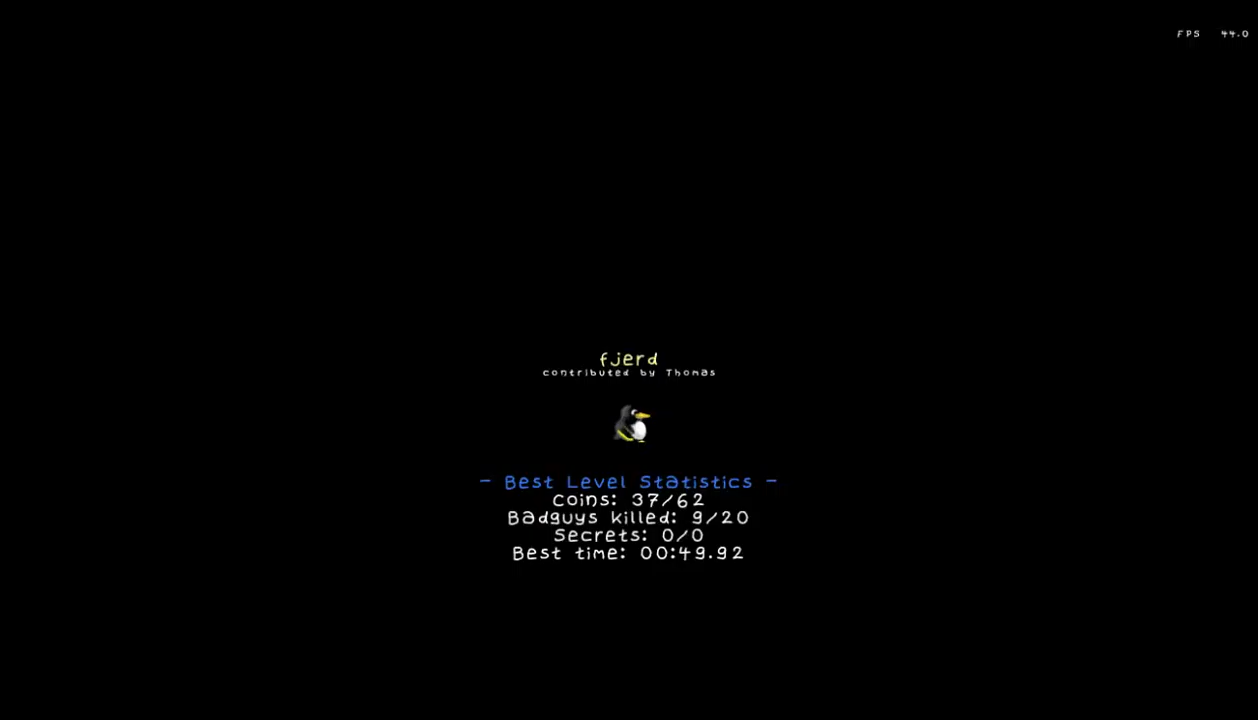 FPS 44.0
fjerd
contributed by Thomas
- Best Level Statistics -
Coins: 37/62
Badguys killed: 9/20
Secrets: 0/0
Best time: 00:49.92